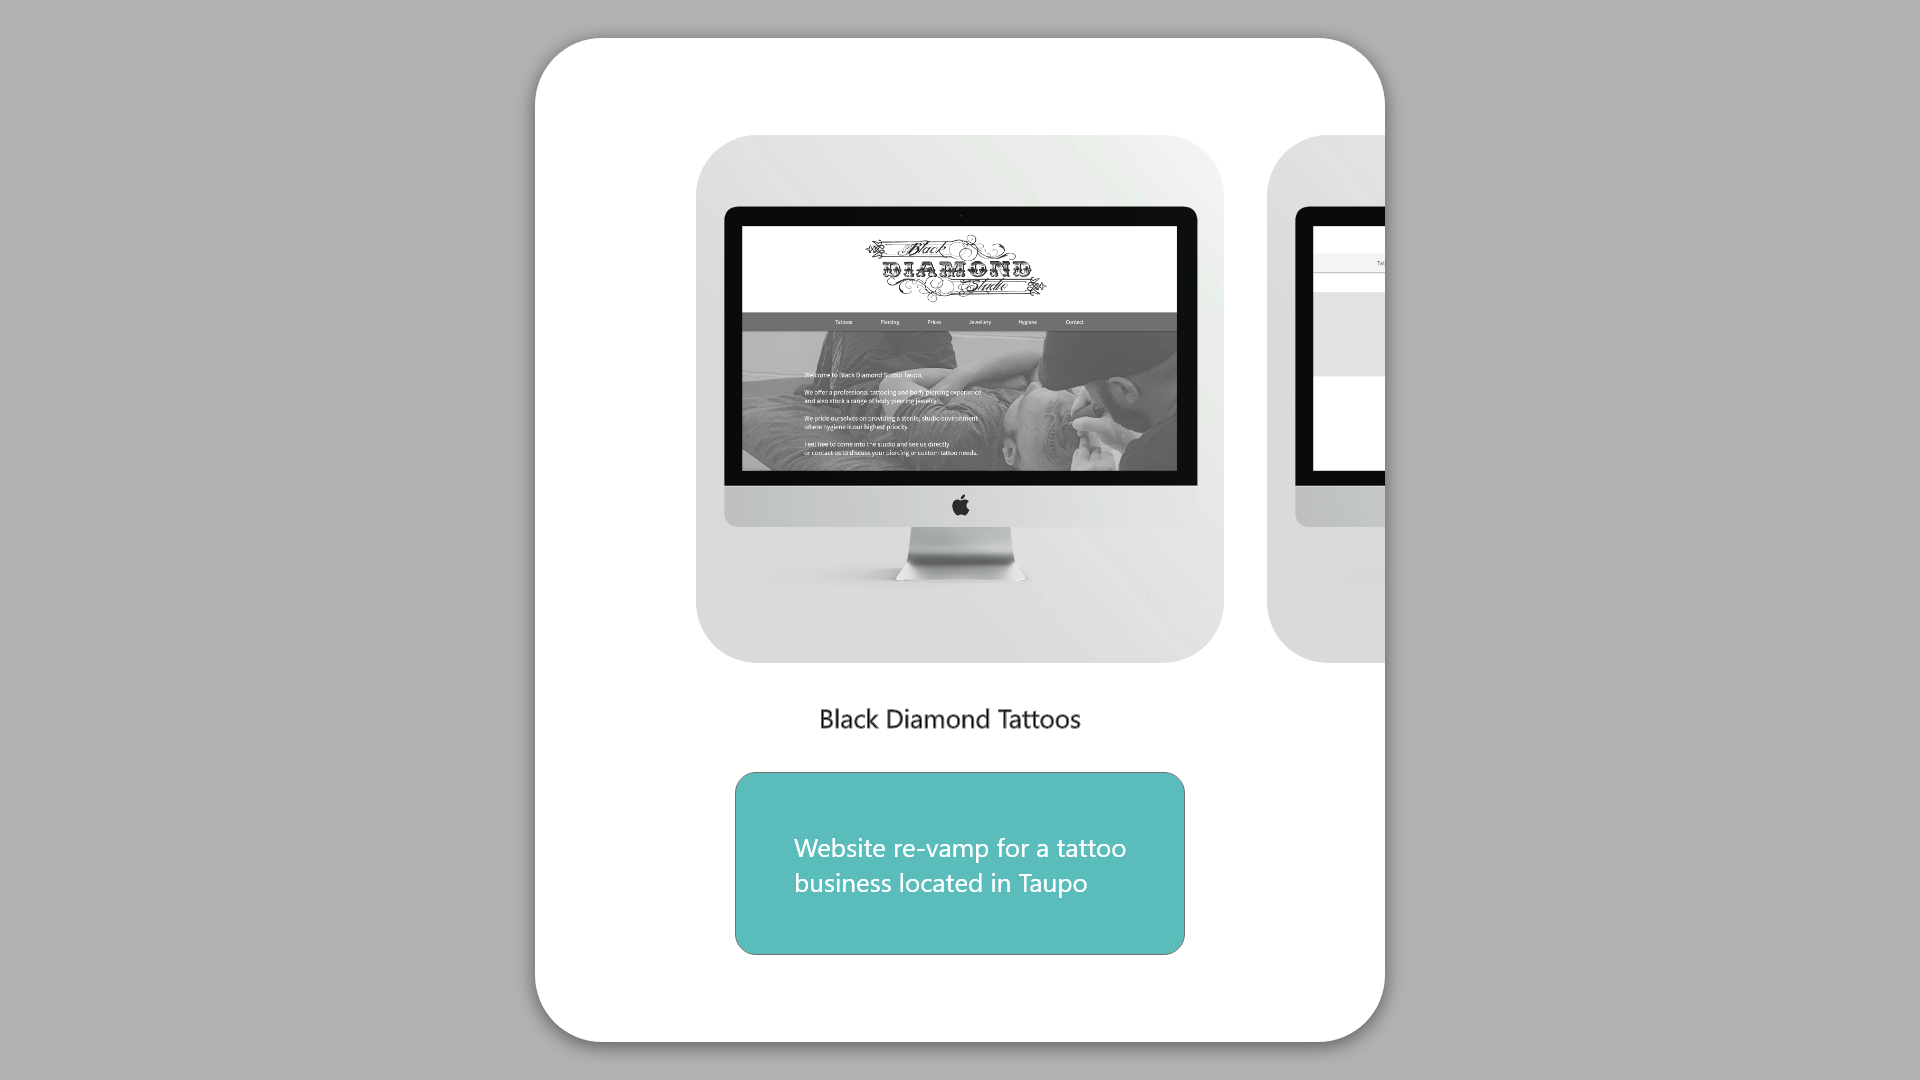 Black
DIAMOND
Studio
Tattoos Piercing Prices Jewellery Hygiene Contact
Welcome to Black Diamond Studio Taupo,
We offer a professional tattooing and body piercing experience
and also stock a range of body piercing jewelry.
We pride ourselves on providing a sterile, studio environment
where hygiene is our highest priority.
Feel free to come into the studio and see us directly
or contact us to discuss your piercing or custom tattoo needs.
Black Diamond Tattoos
Website re-vamp for a tattoo
business located in Taupo